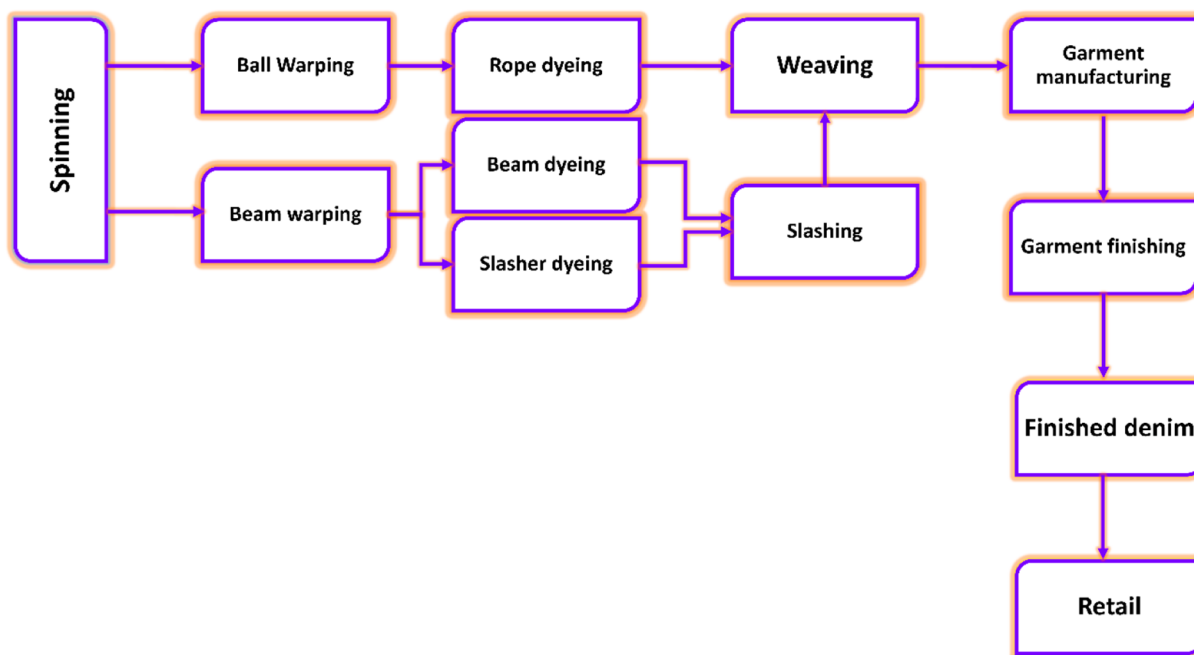 Spinning
Ball Warping
Rope dyeing
Weaving
Garment
manufacturing
Beam warping
Beam dyeing
Slasher dyeing
Slashing
Garment finishing
Finished denim
Retail